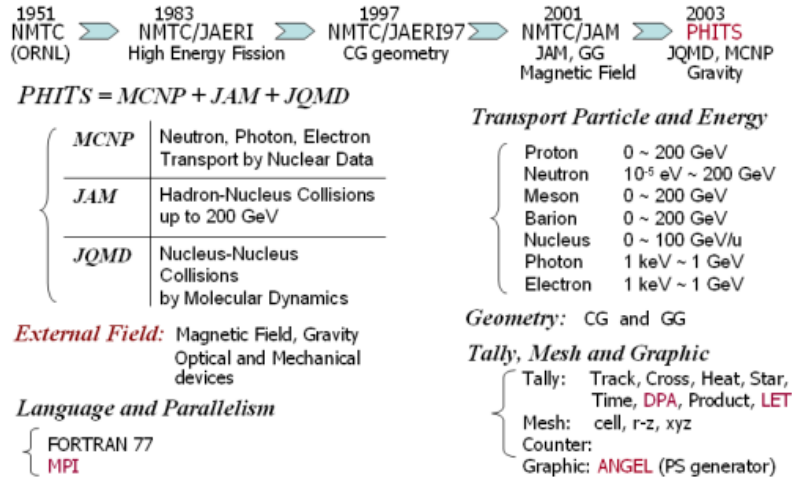 1951 1983 1997 2001 2003
NMTC NMTC/JAERI NMTC/JAERI97 NMTC/JAM PHITS
(ORNL) High Energy Fission CG geometry JAM, GG JQMD, MCNP
Magnetic Field Gravity
PHITS = MCNP + JAM + JQMD
MCNP Neutron, Photon, Electron
Transport by Nuclear Data
JAM Hadron-Nucleus Collisions
up to 200 GeV
JQMD Nucleus-Nucleus
Collisions
by Molecular Dynamics
External Field: Magnetic Field, Gravity
Optical and Mechanical
devices
Language and Parallelism
FORTRAN 77
MPI
Transport Particle and Energy
Proton 0 ~ 200 GeV
Neutron 10-5 eV ~ 200 GeV
Meson 0 ~ 200 GeV
Barion 0 ~ 200 GeV
Nucleus 0 ~ 100 GeV/u
Photon 1 keV ~ 1 GeV
Electron 1 keV ~ 1 GeV
Geometry: CG and GG
Tally, Mesh and Graphic
Tally: Track, Cross, Heat, Star,
Time, DPA, Product, LET
Mesh: cell, r-z, xyz
Counter:
Graphic: ANGEL (PS generator)